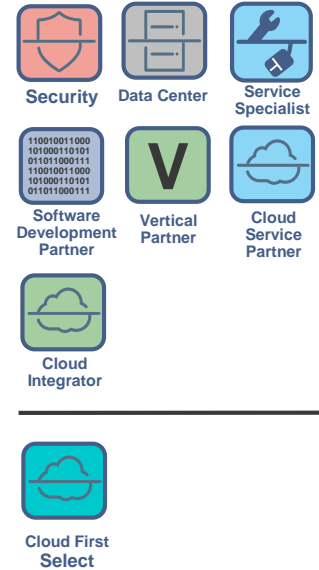 Security
Data Center
Service
Specialist
110010011000
101000110101
011011000111
110010011000
101000110101
011011000111
Software
Development
Partner
V
Vertical
Partner
Cloud
Service
Partner
Cloud
Integrator
Cloud First
Select